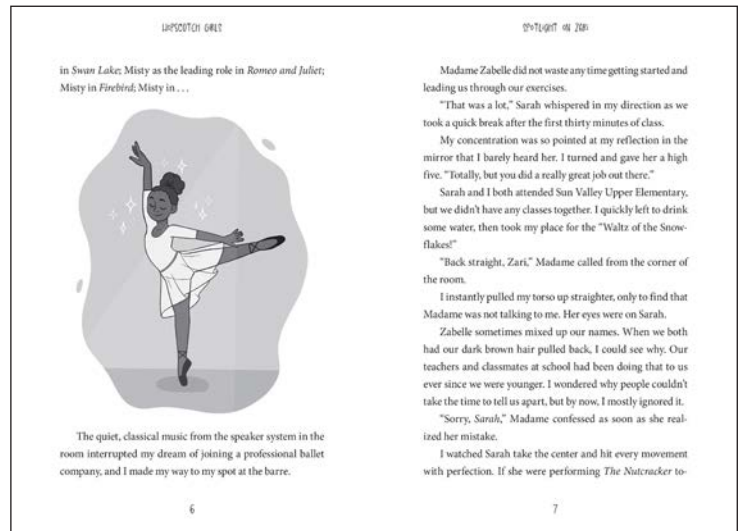 HOPSCOTCH GIRLS
in Swan Lake; Misty as the leading role in Romeo and Juliet;
Misty in Firebird; Misty in . . .
The quiet, classical music from the speaker system in the
room interrupted my dream of joining a professional ballet
company, and I made my way to my spot at the barre.
6
SPOTLIGHT ON ZARI
Madame Zabelle did not waste any time getting started and
leading us through our exercises.
“That was a lot,” Sarah whispered in my direction as we
took a quick break after the first thirty minutes of class.
My concentration was so pointed at my reflection in the
mirror that I barely heard her. I turned and gave her a high
five. “Totally, but you did a really great job out there.”
Sarah and I both attended Sun Valley Upper Elementary,
but we didn’t have any classes together. I quickly left to drink
some water, then took my place for the “Waltz of the Snow-
flakes!”
“Back straight, Zari,” Madame called from the corner of
the room.
I instantly pulled my torso up straighter, only to find that
Madame was not talking to me. Her eyes were on Sarah.
Zabelle sometimes mixed up our names. When we both
had our dark brown hair pulled back, I could see why. Our
teachers and classmates at school had been doing that to us
ever since we were younger. I wondered why people couldn’t
take the time to tell us apart, but by now, I mostly ignored it.
“Sorry, Sarah,” Madame confessed as soon as she real-
ized her mistake.
I watched Sarah take the center and hit every movement
with perfection. If she were performing The Nutcracker to-
7